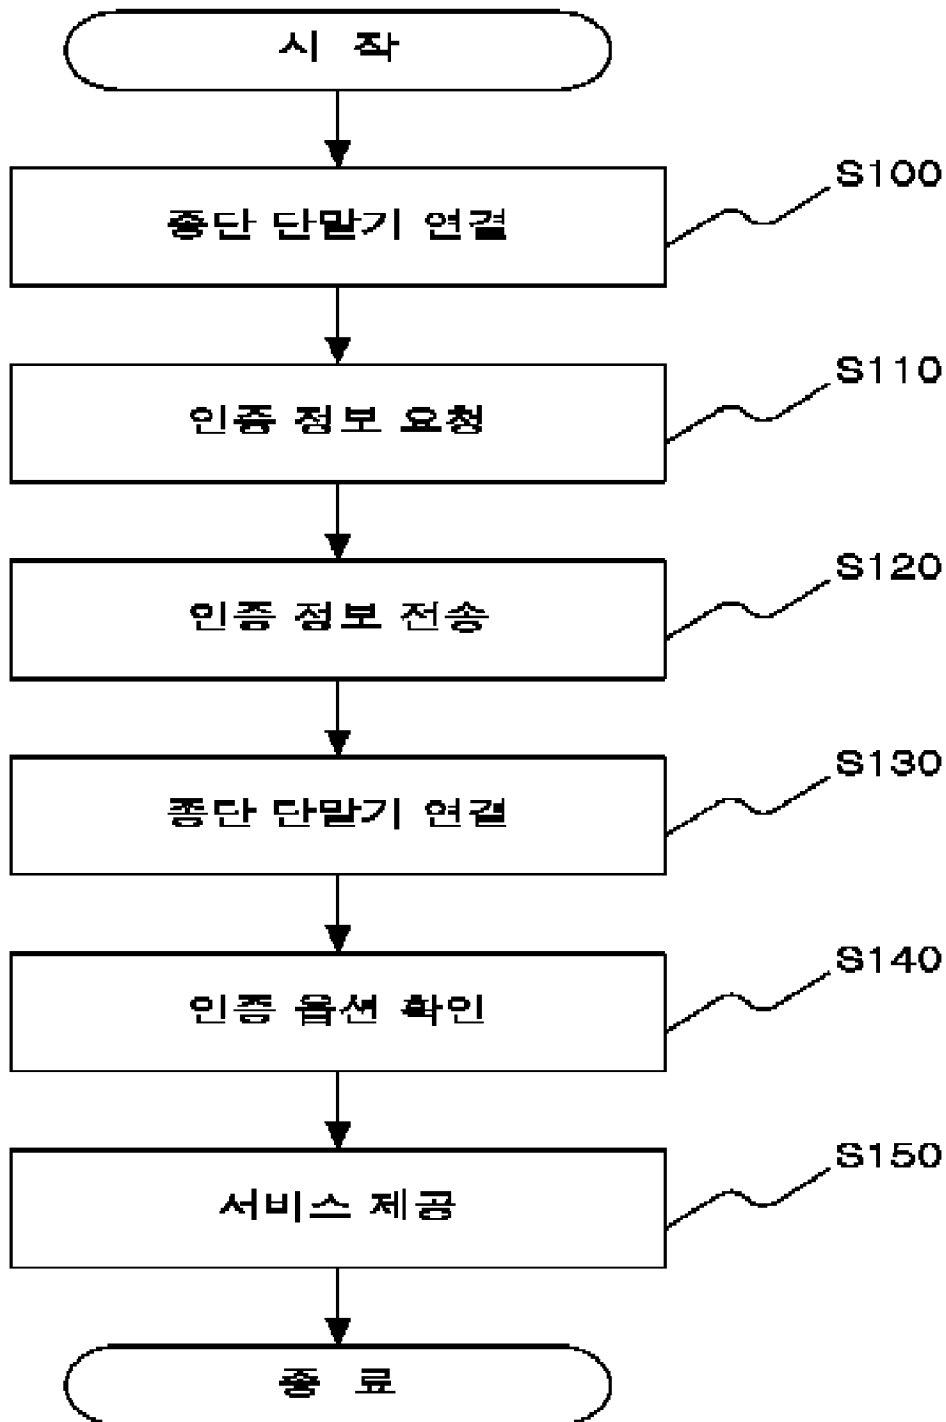 시 작
S100
종단 단말기 연결
S110
인증 정보 요청
S120
인증 정보 전송
S130
종단 단말기 연결
S140
인증 옵션 확인
S150
서비스 제공
종 료